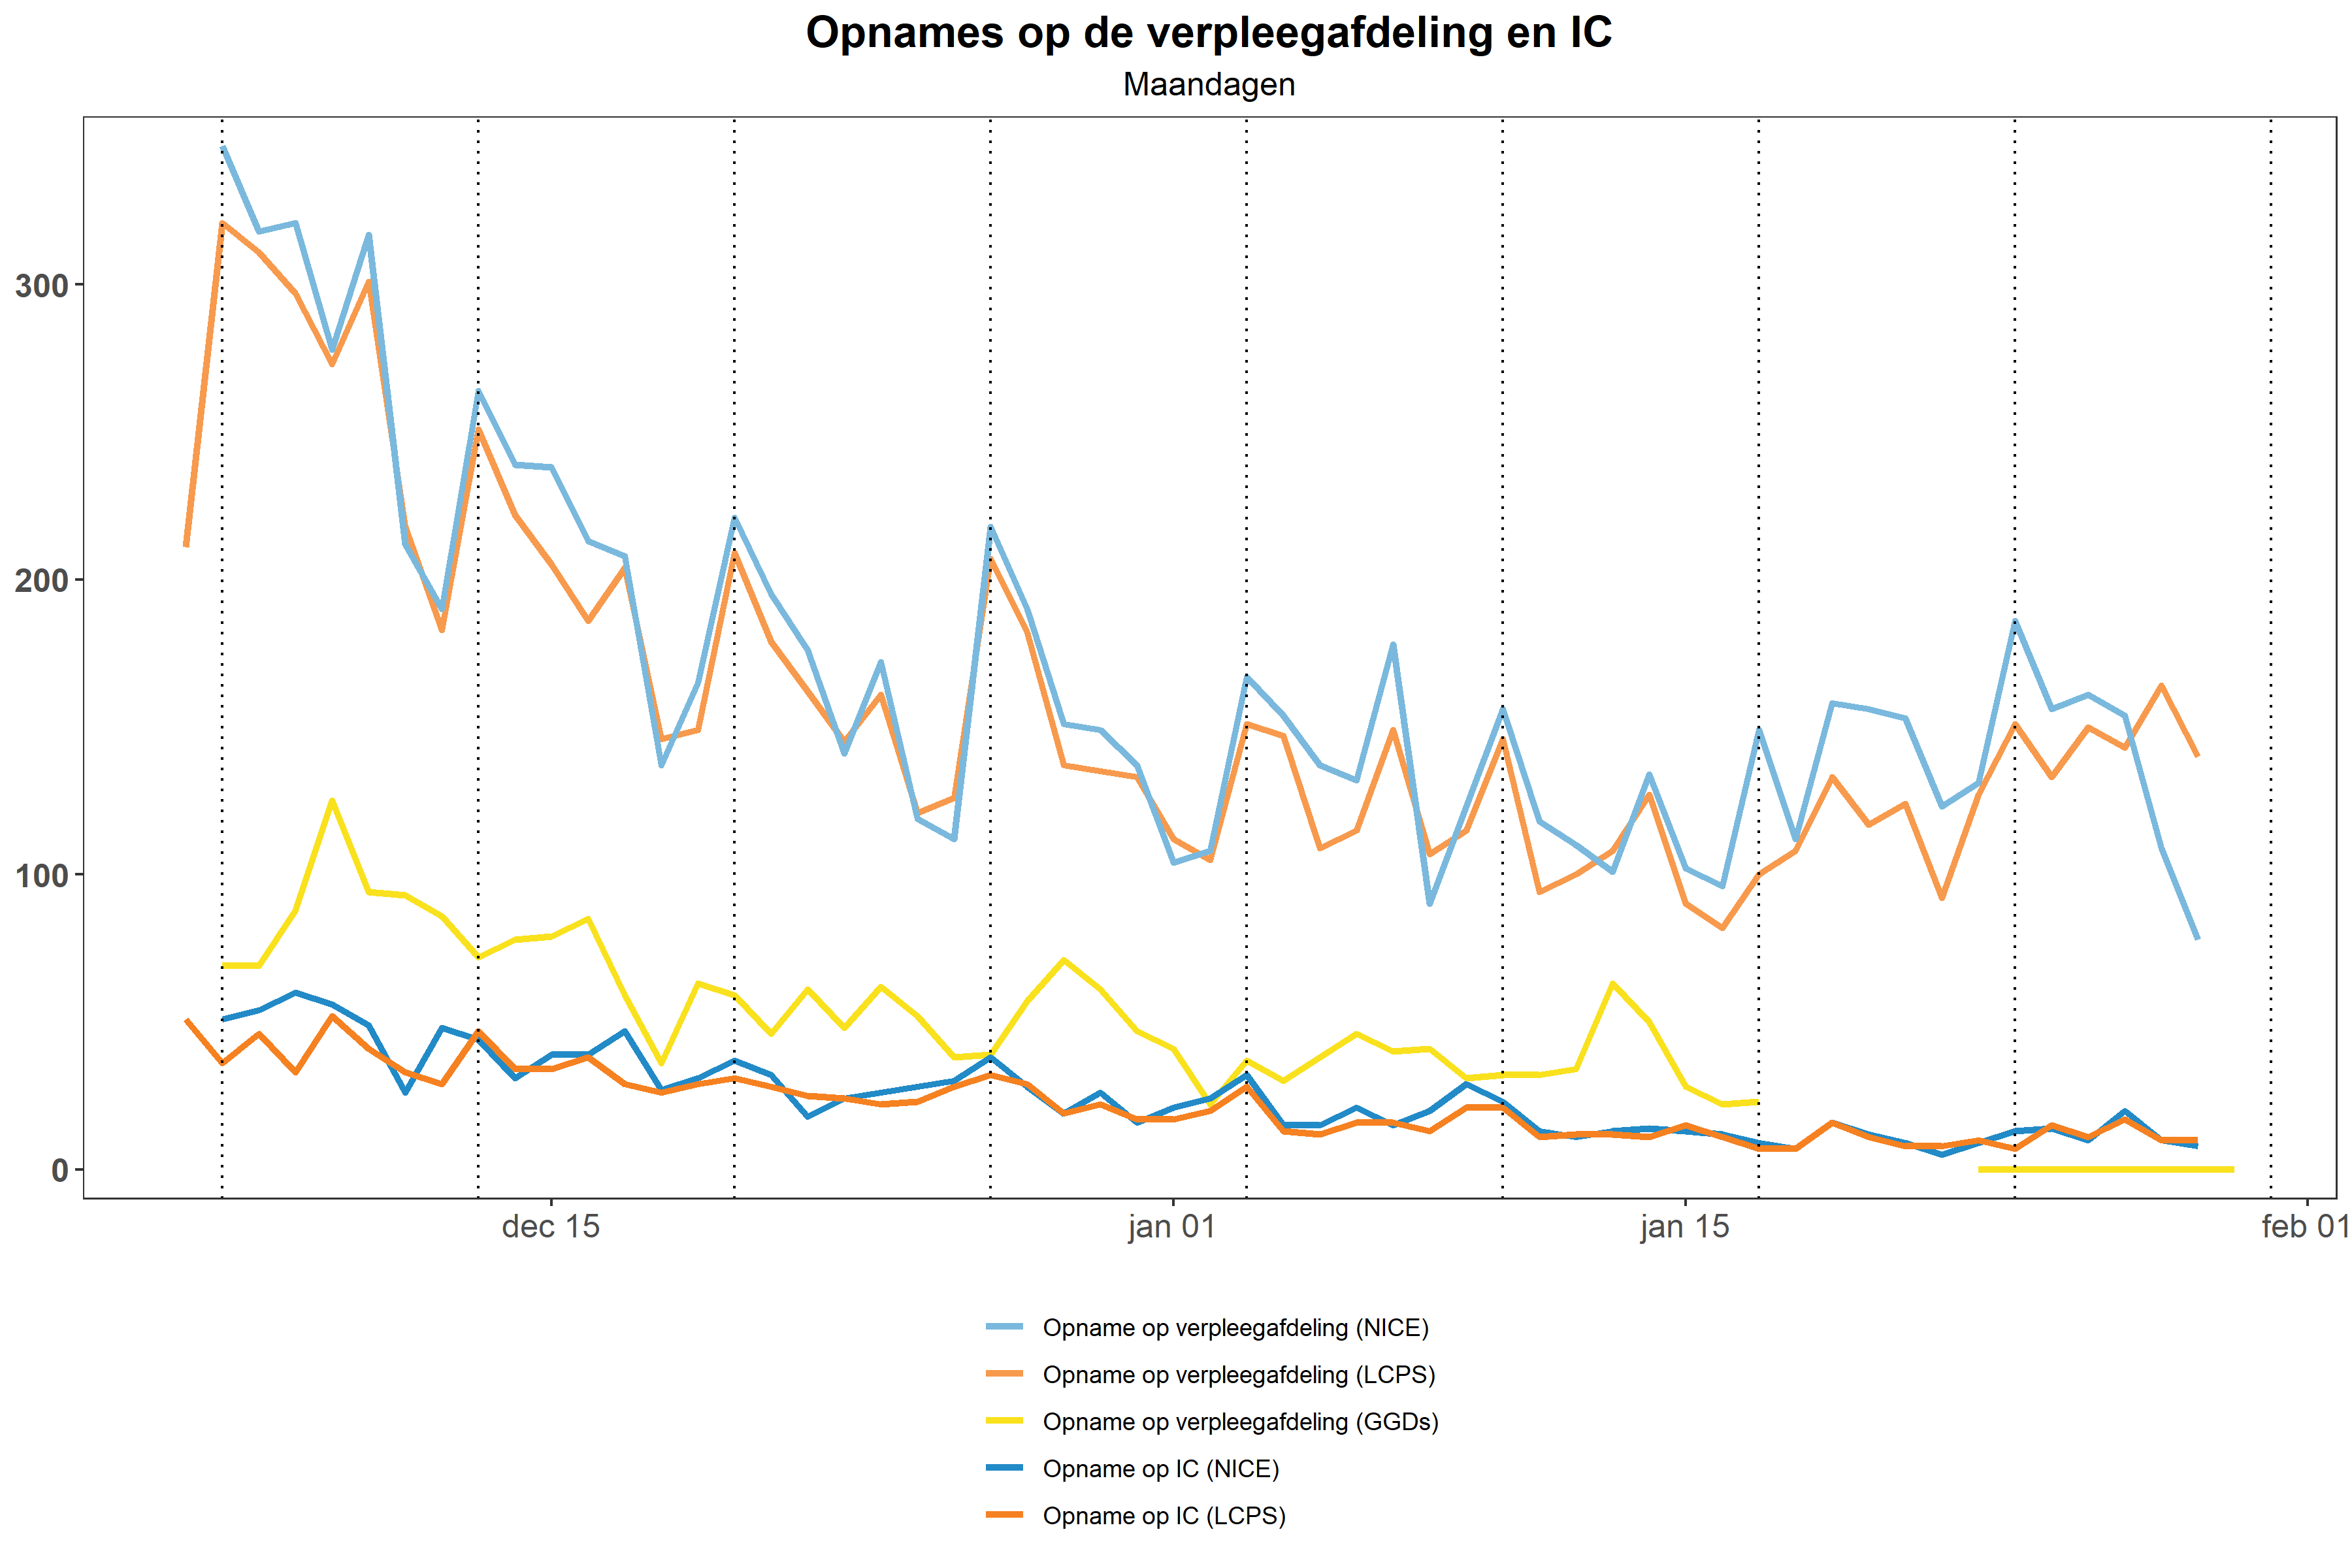 Opnames op de verpleegafdeling en IC
Maandagen
300
200
100
0
dec 15 jan 01 jan 15 feb 01
Opname op verpleegafdeling (NICE)
Opname op verpleegafdeling (LCPS)
Opname op verpleegafdeling (GGDs)
Opname op IC (NICE)
Opname op IC (LCPS)